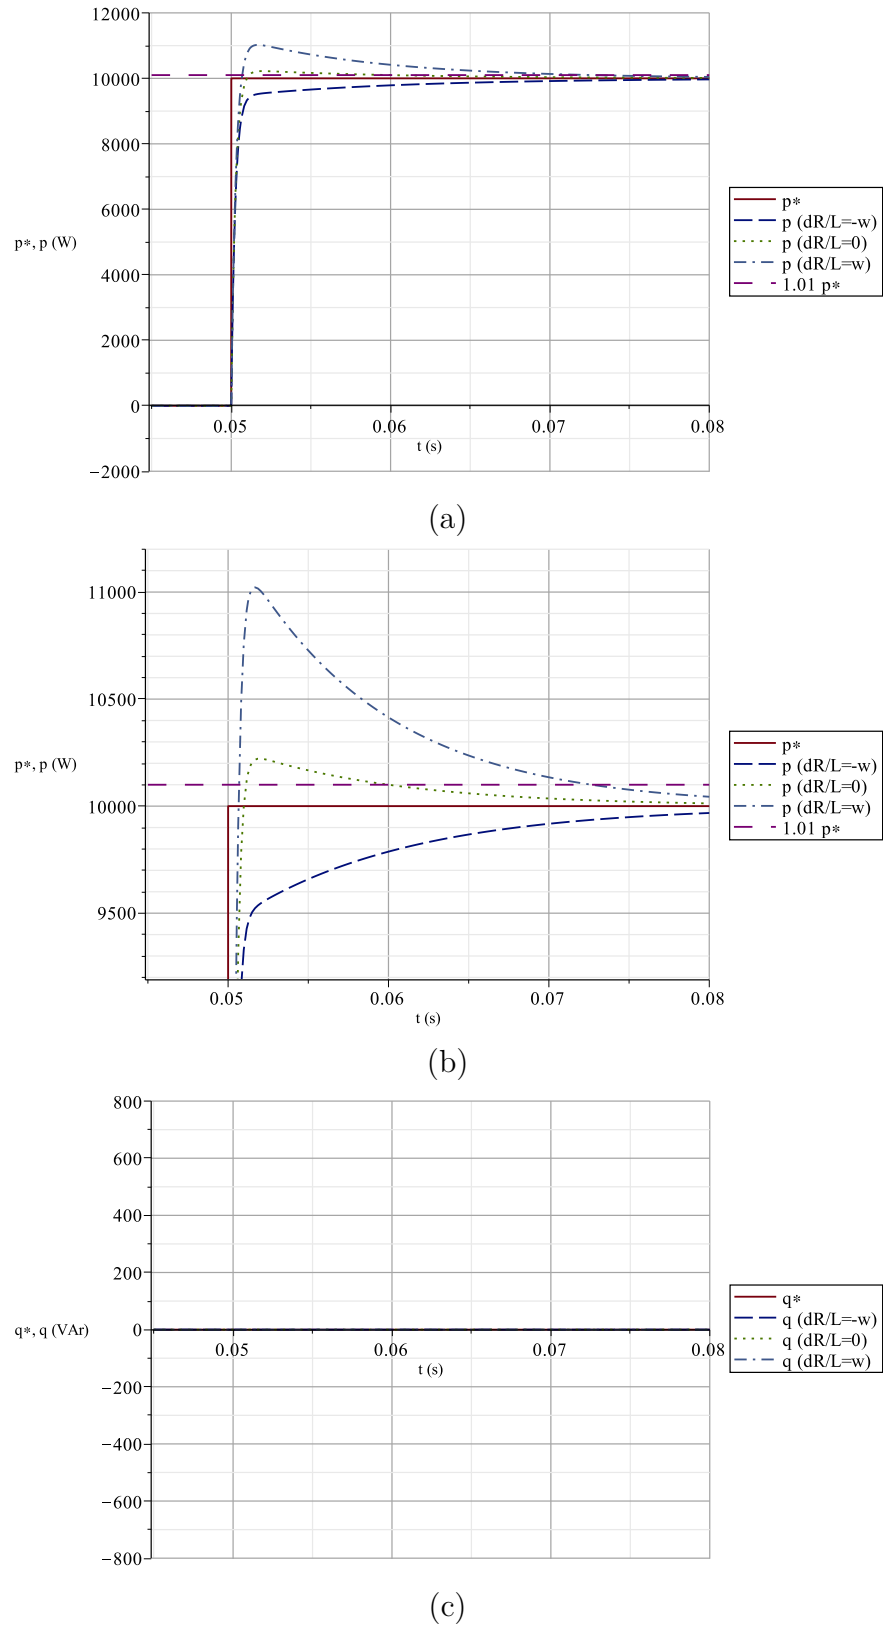 12000
10000
8000
6000
4000
2000
0
−2000
p*, p (W)
0.05 0.06 0.07 0.08
t (s)
p*
p (dR/L=-w)
p (dR/L=0)
p (dR/L=w)
1.01 p*
(a)
11000
10500
10000
9500
p*, p (W)
0.05 0.06 0.07 0.08
t (s)
p*
p (dR/L=-w)
p (dR/L=0)
p (dR/L=w)
1.01 p*
(b)
800
600
400
200
0
−200
−400
−600
−800
q*, q (VAr)
0.05 0.06 0.07 0.08
t (s)
q*
q (dR/L=-w)
q (dR/L=0)
q (dR/L=w)
(c)